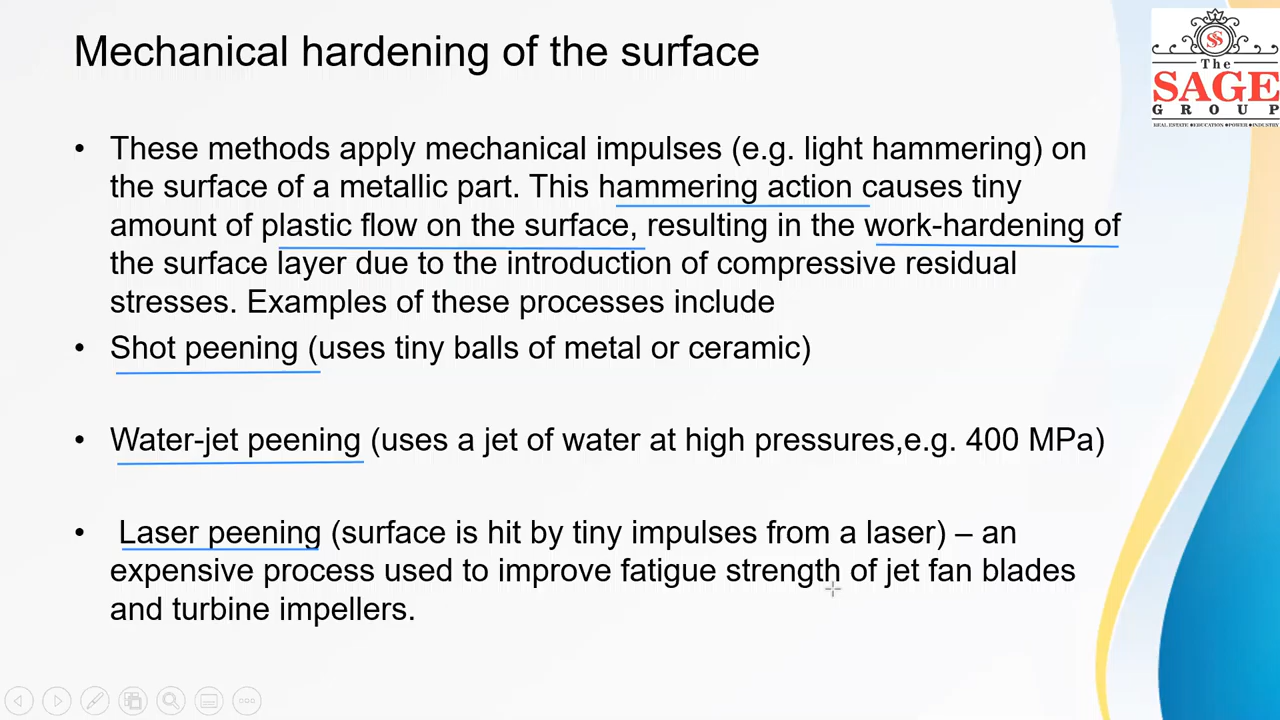 Mechanical hardening of the surface
The
SAGE
GROUP
REAL ESTATE •EDUCATION •POWER •INDUSTRY
• These methods apply mechanical impulses (e.g. light hammering) on
the surface of a metallic part. This hammering action causes tiny
amount of plastic flow on the surface, resulting in the work-hardening of
the surface layer due to the introduction of compressive residual
stresses. Examples of these processes include
• Shot peening (uses tiny balls of metal or ceramic)
• Water-jet peening (uses a jet of water at high pressures,e.g. 400 MPa)
• Laser peening (surface is hit by tiny impulses from a laser) – an
expensive process used to improve fatigue strength of jet fan blades
and turbine impellers.